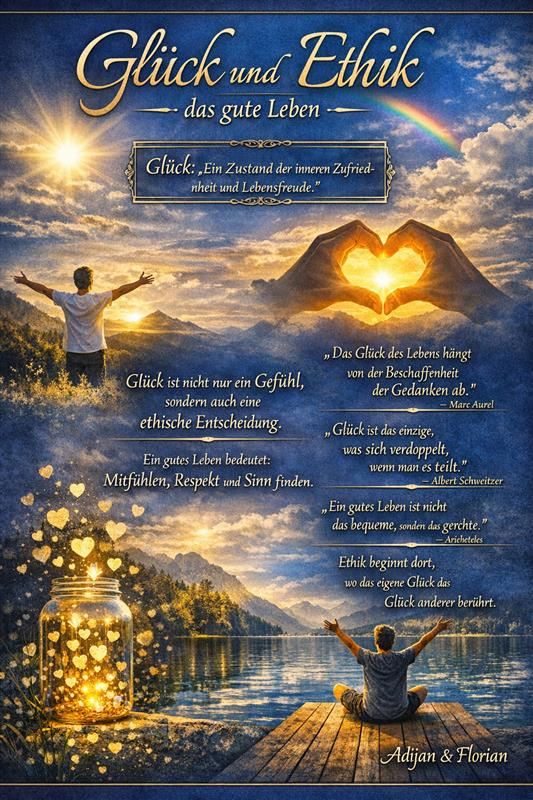 Glück und Ethik
das gute Leben
Glück: „Ein Zustand der inneren Zufried-
nheit und Lebensfreude.”
„Das Glück des Lebens hängt
von der Beschaffenheit
der Gedanken ab.”
– Marc Aurel
Glück ist nicht nur ein Gefühl,
sondern auch eine
ethische Entscheidung.
„Glück ist das einzige,
was sich verdoppelt,
wenn man es teilt.”
– Albert Schweitzer
Ein gutes Leben bedeutet:
Mitfühlen, Respekt und Sinn finden.
„Ein gutes Leben ist nicht
das bequeme, sonden das gerchte.”
– Aricheteles
Ethik beginnt dort,
wo das eigene Glück das
Glück anderer berührt.
Adijan & Florian